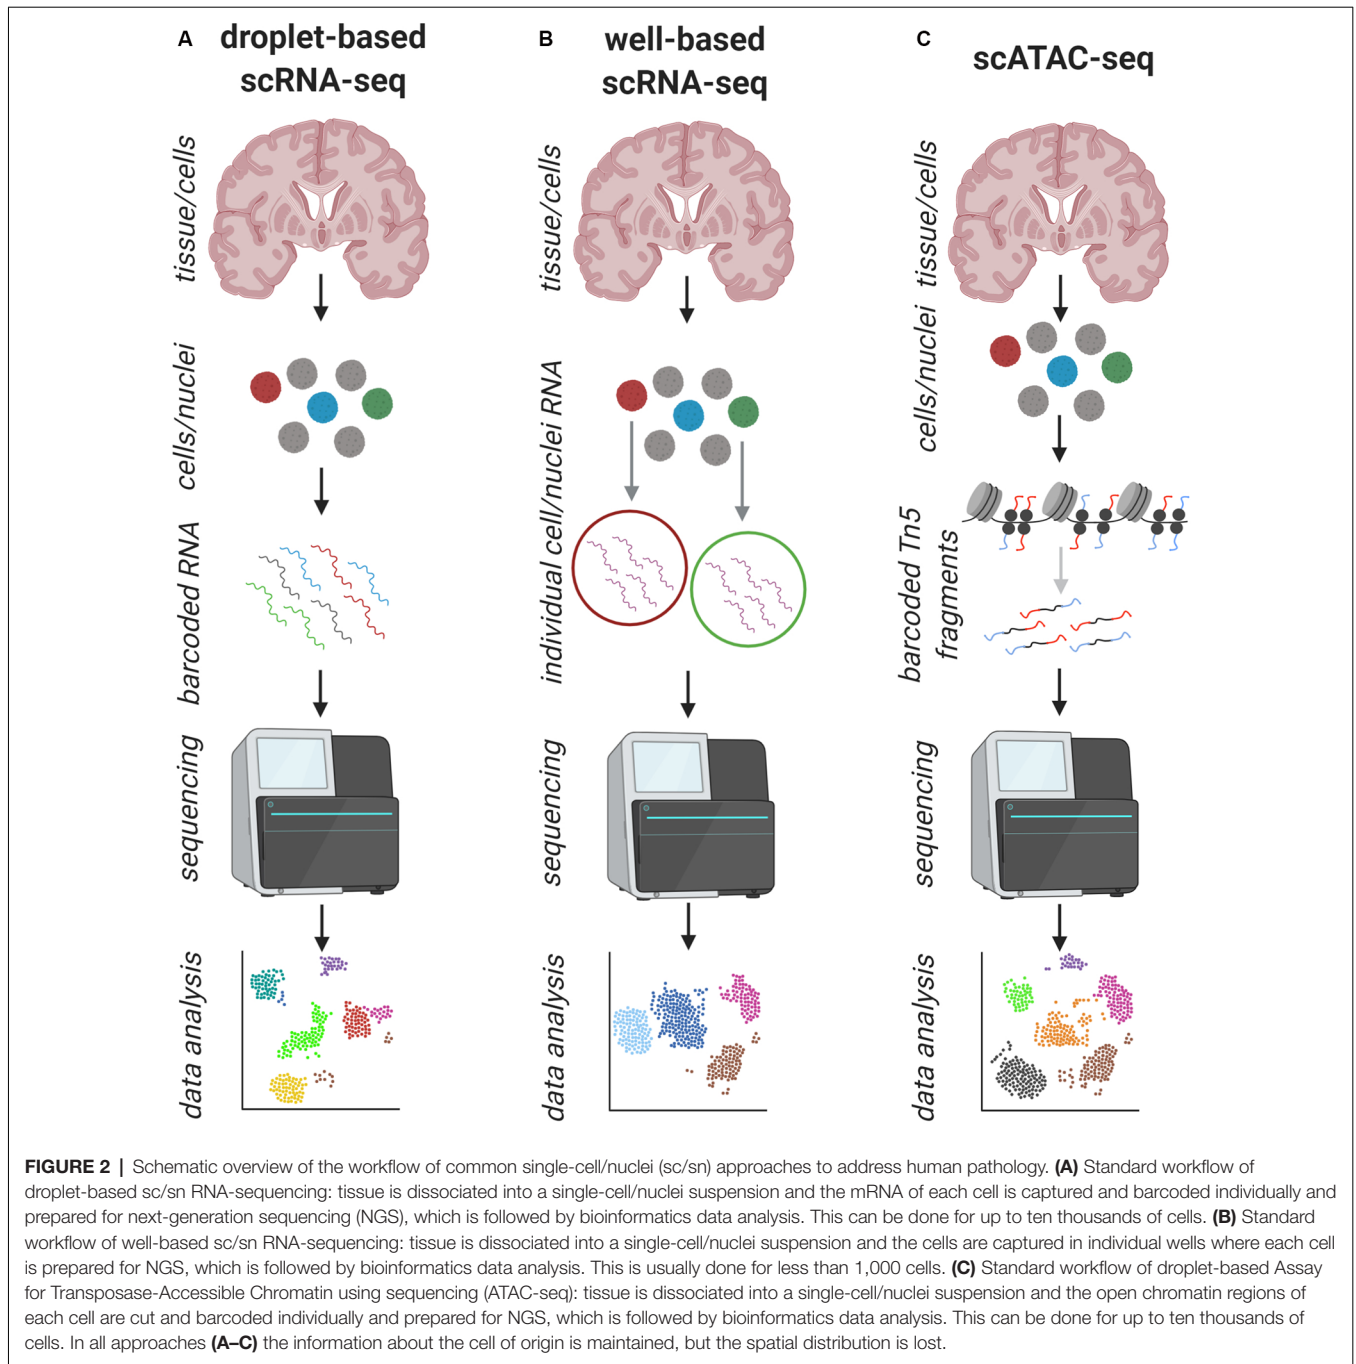 A droplet-based
scRNA-seq
tissue/cells
cells/nuclei
barcoded RNA
sequencing
data analysis
B well-based
scRNA-seq
tissue/cells
individual cell/nuclei RNA
sequencing
data analysis
C scATAC-seq
tissue/cells
cells/nuclei
barcoded Tn5
fragments
sequencing
data analysis
FIGURE 2 | Schematic overview of the workflow of common single-cell/nuclei (sc/sn) approaches to address human pathology. (A) Standard workflow of
droplet-based sc/sn RNA-sequencing: tissue is dissociated into a single-cell/nuclei suspension and the mRNA of each cell is captured and barcoded individually and
prepared for next-generation sequencing (NGS), which is followed by bioinformatics data analysis. This can be done for up to ten thousands of cells. (B) Standard
workflow of well-based sc/sn RNA-sequencing: tissue is dissociated into a single-cell/nuclei suspension and the cells are captured in individual wells where each cell
is prepared for NGS, which is followed by bioinformatics data analysis. This is usually done for less than 1,000 cells. (C) Standard workflow of droplet-based Assay
for Transposase-Accessible Chromatin using sequencing (ATAC-seq): tissue is dissociated into a single-cell/nuclei suspension and the open chromatin regions of
each cell are cut and barcoded individually and prepared for NGS, which is followed by bioinformatics data analysis. This can be done for up to ten thousands of
cells. In all approaches (A–C) the information about the cell of origin is maintained, but the spatial distribution is lost.